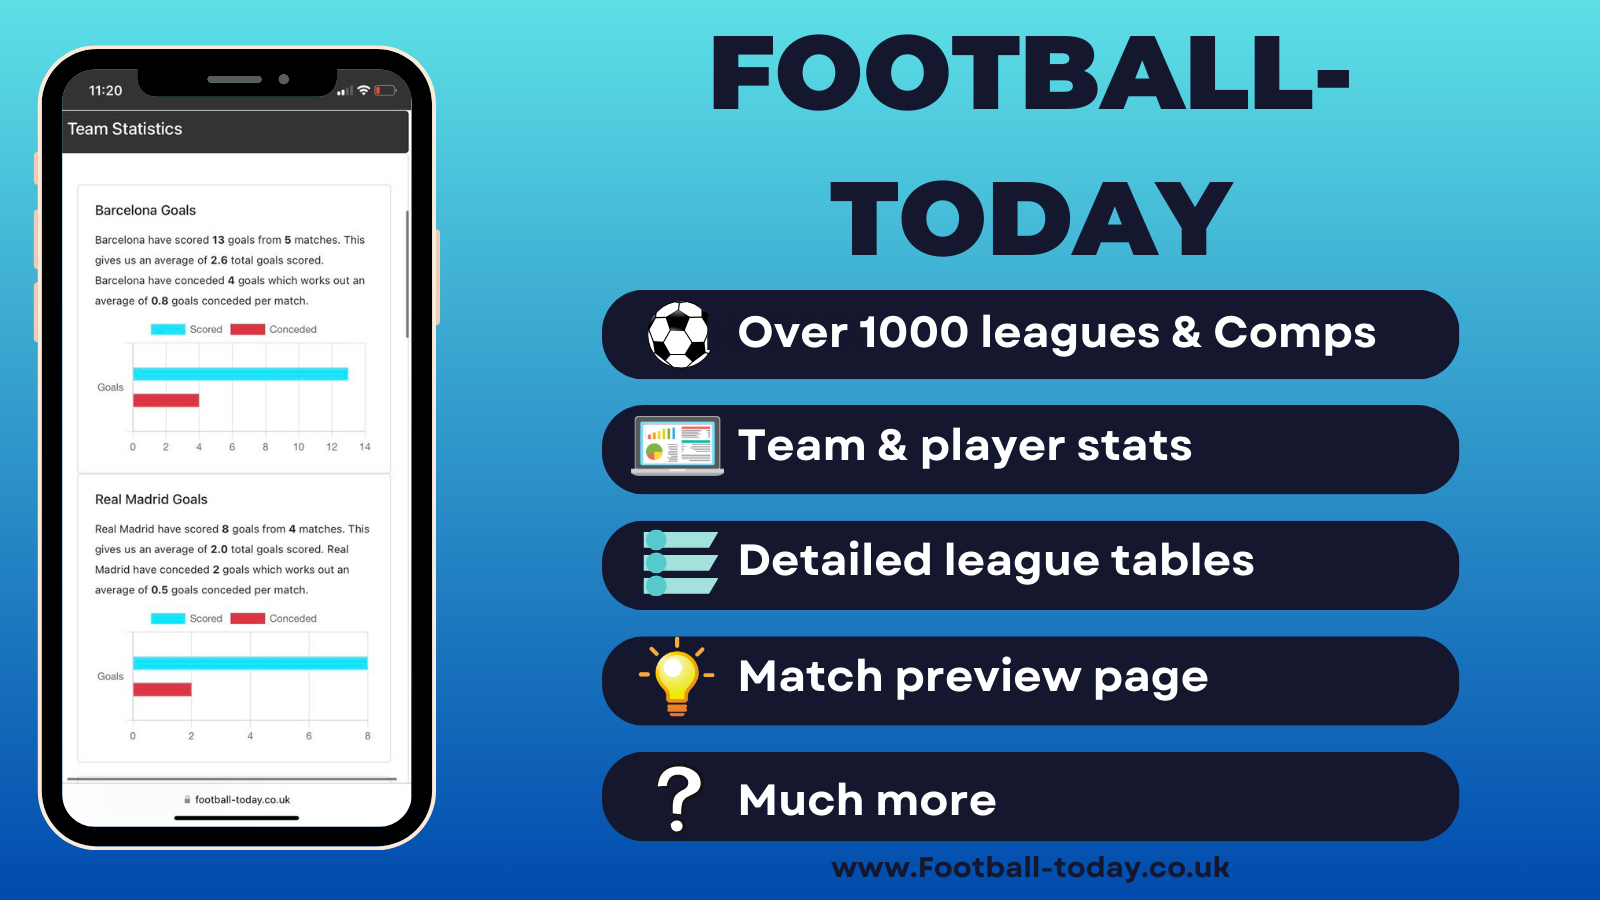 11:20
Team Statistics
Barcelona Goals
Barcelona have scored 13 goals from 5 matches. This
gives us an average of 2.6 total goals scored.
Barcelona have conceded 4 goals which works out an
average of 0.8 goals conceded per match.
Scored Conceded
Goals
0 2 4 6 8 10 12 14
Real Madrid Goals
Real Madrid have scored 8 goals from 4 matches. This
gives us an average of 2.0 total goals scored. Real
Madrid have conceded 2 goals which works out an
average of 0.5 goals conceded per match.
Scored Conceded
Goals
0 2 4 6 8
football-today.co.uk
FOOTBALL-
TODAY
Over 1000 leagues & Comps
Team & player stats
Detailed league tables
Match preview page
? Much more
www.Football-today.co.uk